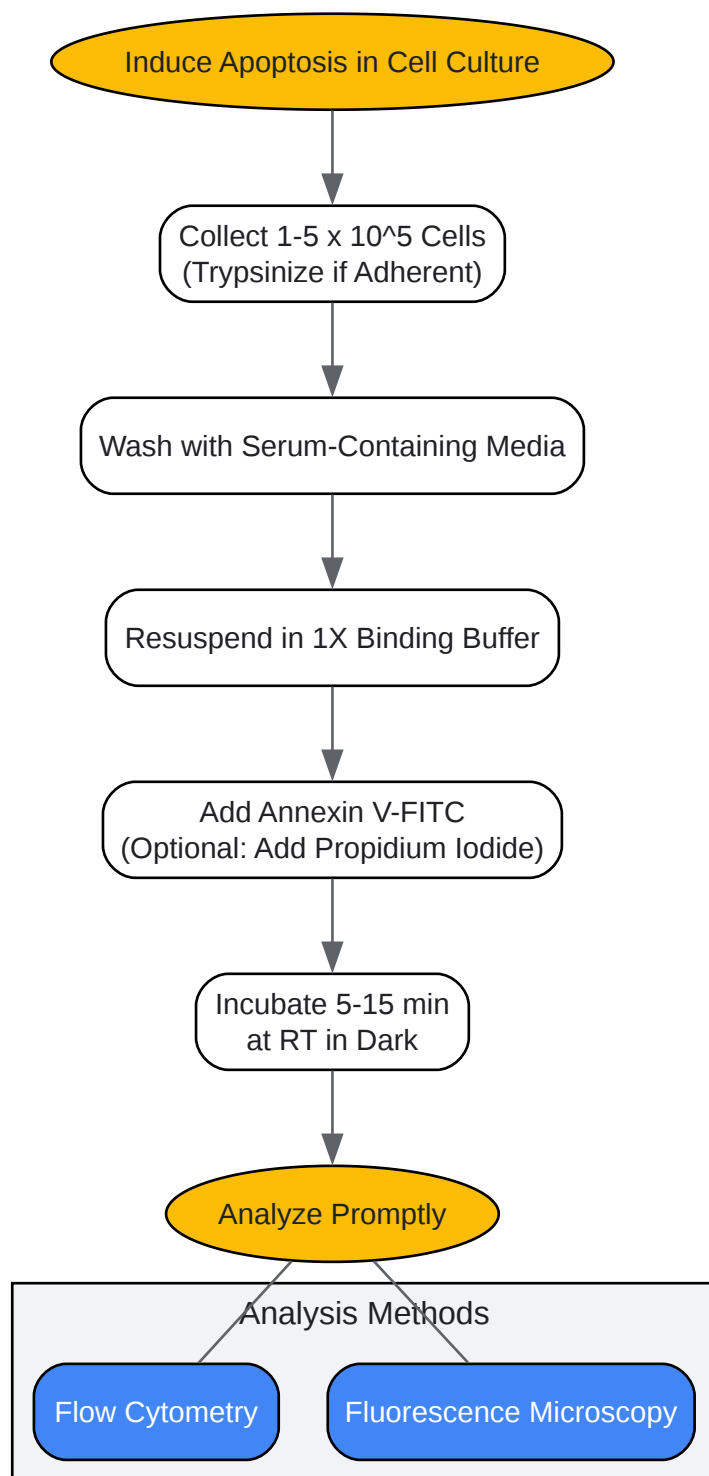 Induce Apoptosis in Cell Culture
Collect 1-5 x 10^5 Cells
(Trypsinize if Adherent)
Wash with Serum-Containing Media
Resuspend in 1X Binding Buffer
Add Annexin V-FITC
(Optional: Add Propidium Iodide)
Incubate 5-15 min
at RT in Dark
Analyze Promptly
Analysis Methods
Flow Cytometry
Fluorescence Microscopy